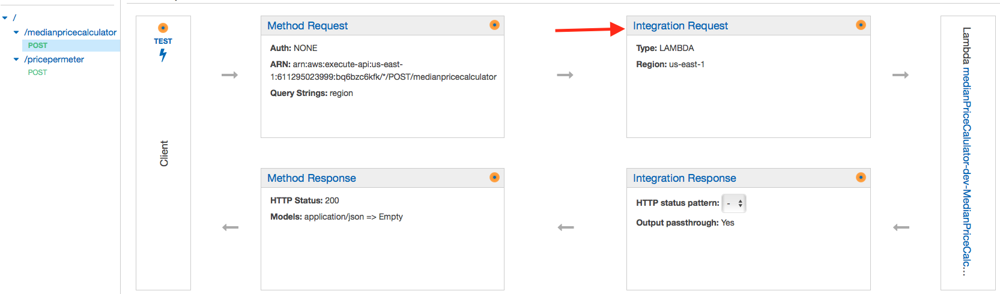 /
/medianpricecalculator
POST
/pricepermeter
POST
TEST
Client
Method Request
Auth: NONE
ARN: arn:aws:execute-api:us-east-
1:611295023999:bq6bzc6kfk/*/POST/medianpricecalculator
Query Strings: region
Integration Request
Type: LAMBDA
Region: us-east-1
Method Response
HTTP Status: 200
Models: application/json => Empty
Integration Response
HTTP status pattern: -
Output passthrough: Yes
Lambda medianPriceCalulator-dev-MedianPriceCalc...